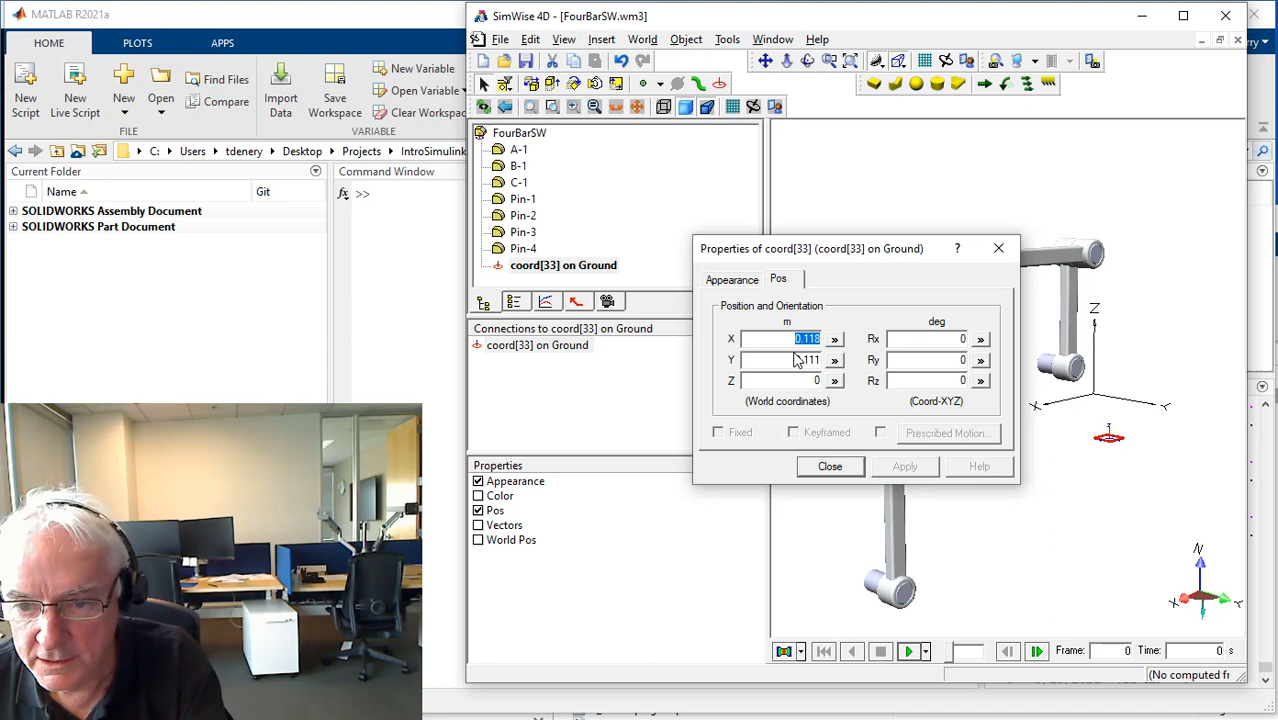 MATLAB R2021a
HOME
PLOTS
APPS
New Script
New Live Script
New
Open
Find Files
Compare
Import Data
Save Workspace
New Variable
Open Variable
Clear Workspac
FILE
VARIABLE
C: Users tdenery Desktop Projects IntroSimulink
Current Folder
Name
Git
SOLIDWORKS Assembly Document
SOLIDWORKS Part Document
Command Window
fx >>
SimWise 4D - [FourBarSW.wm3]
File Edit View Insert World Object Tools Window Help
FourBarSW
A-1
B-1
C-1
Pin-1
Pin-2
Pin-3
Pin-4
coord[33] on Ground
Connections to coord[33] on Ground
coord[33] on Ground
Properties
Appearance
Color
Pos
Vectors
World Pos
Properties of coord[33] (coord[33] on Ground)
?
Appearance
Pos
Position and Orientation
m
deg
X 0.118 »
Rx 0 »
Y .111 »
Ry 0 »
Z 0 »
Rz 0 »
(World coordinates)
(Coord-XYZ)
Fixed
Keyframed
Prescribed Motion...
Close
Apply
Help
Z
X
Y
z
X
Y
Frame: 0
Time: 0 s
(No computed fr